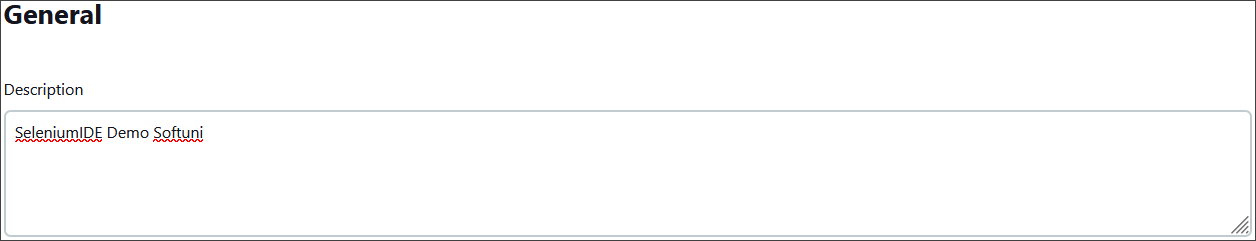 General
Description
SeleniumIDE Demo Softuni